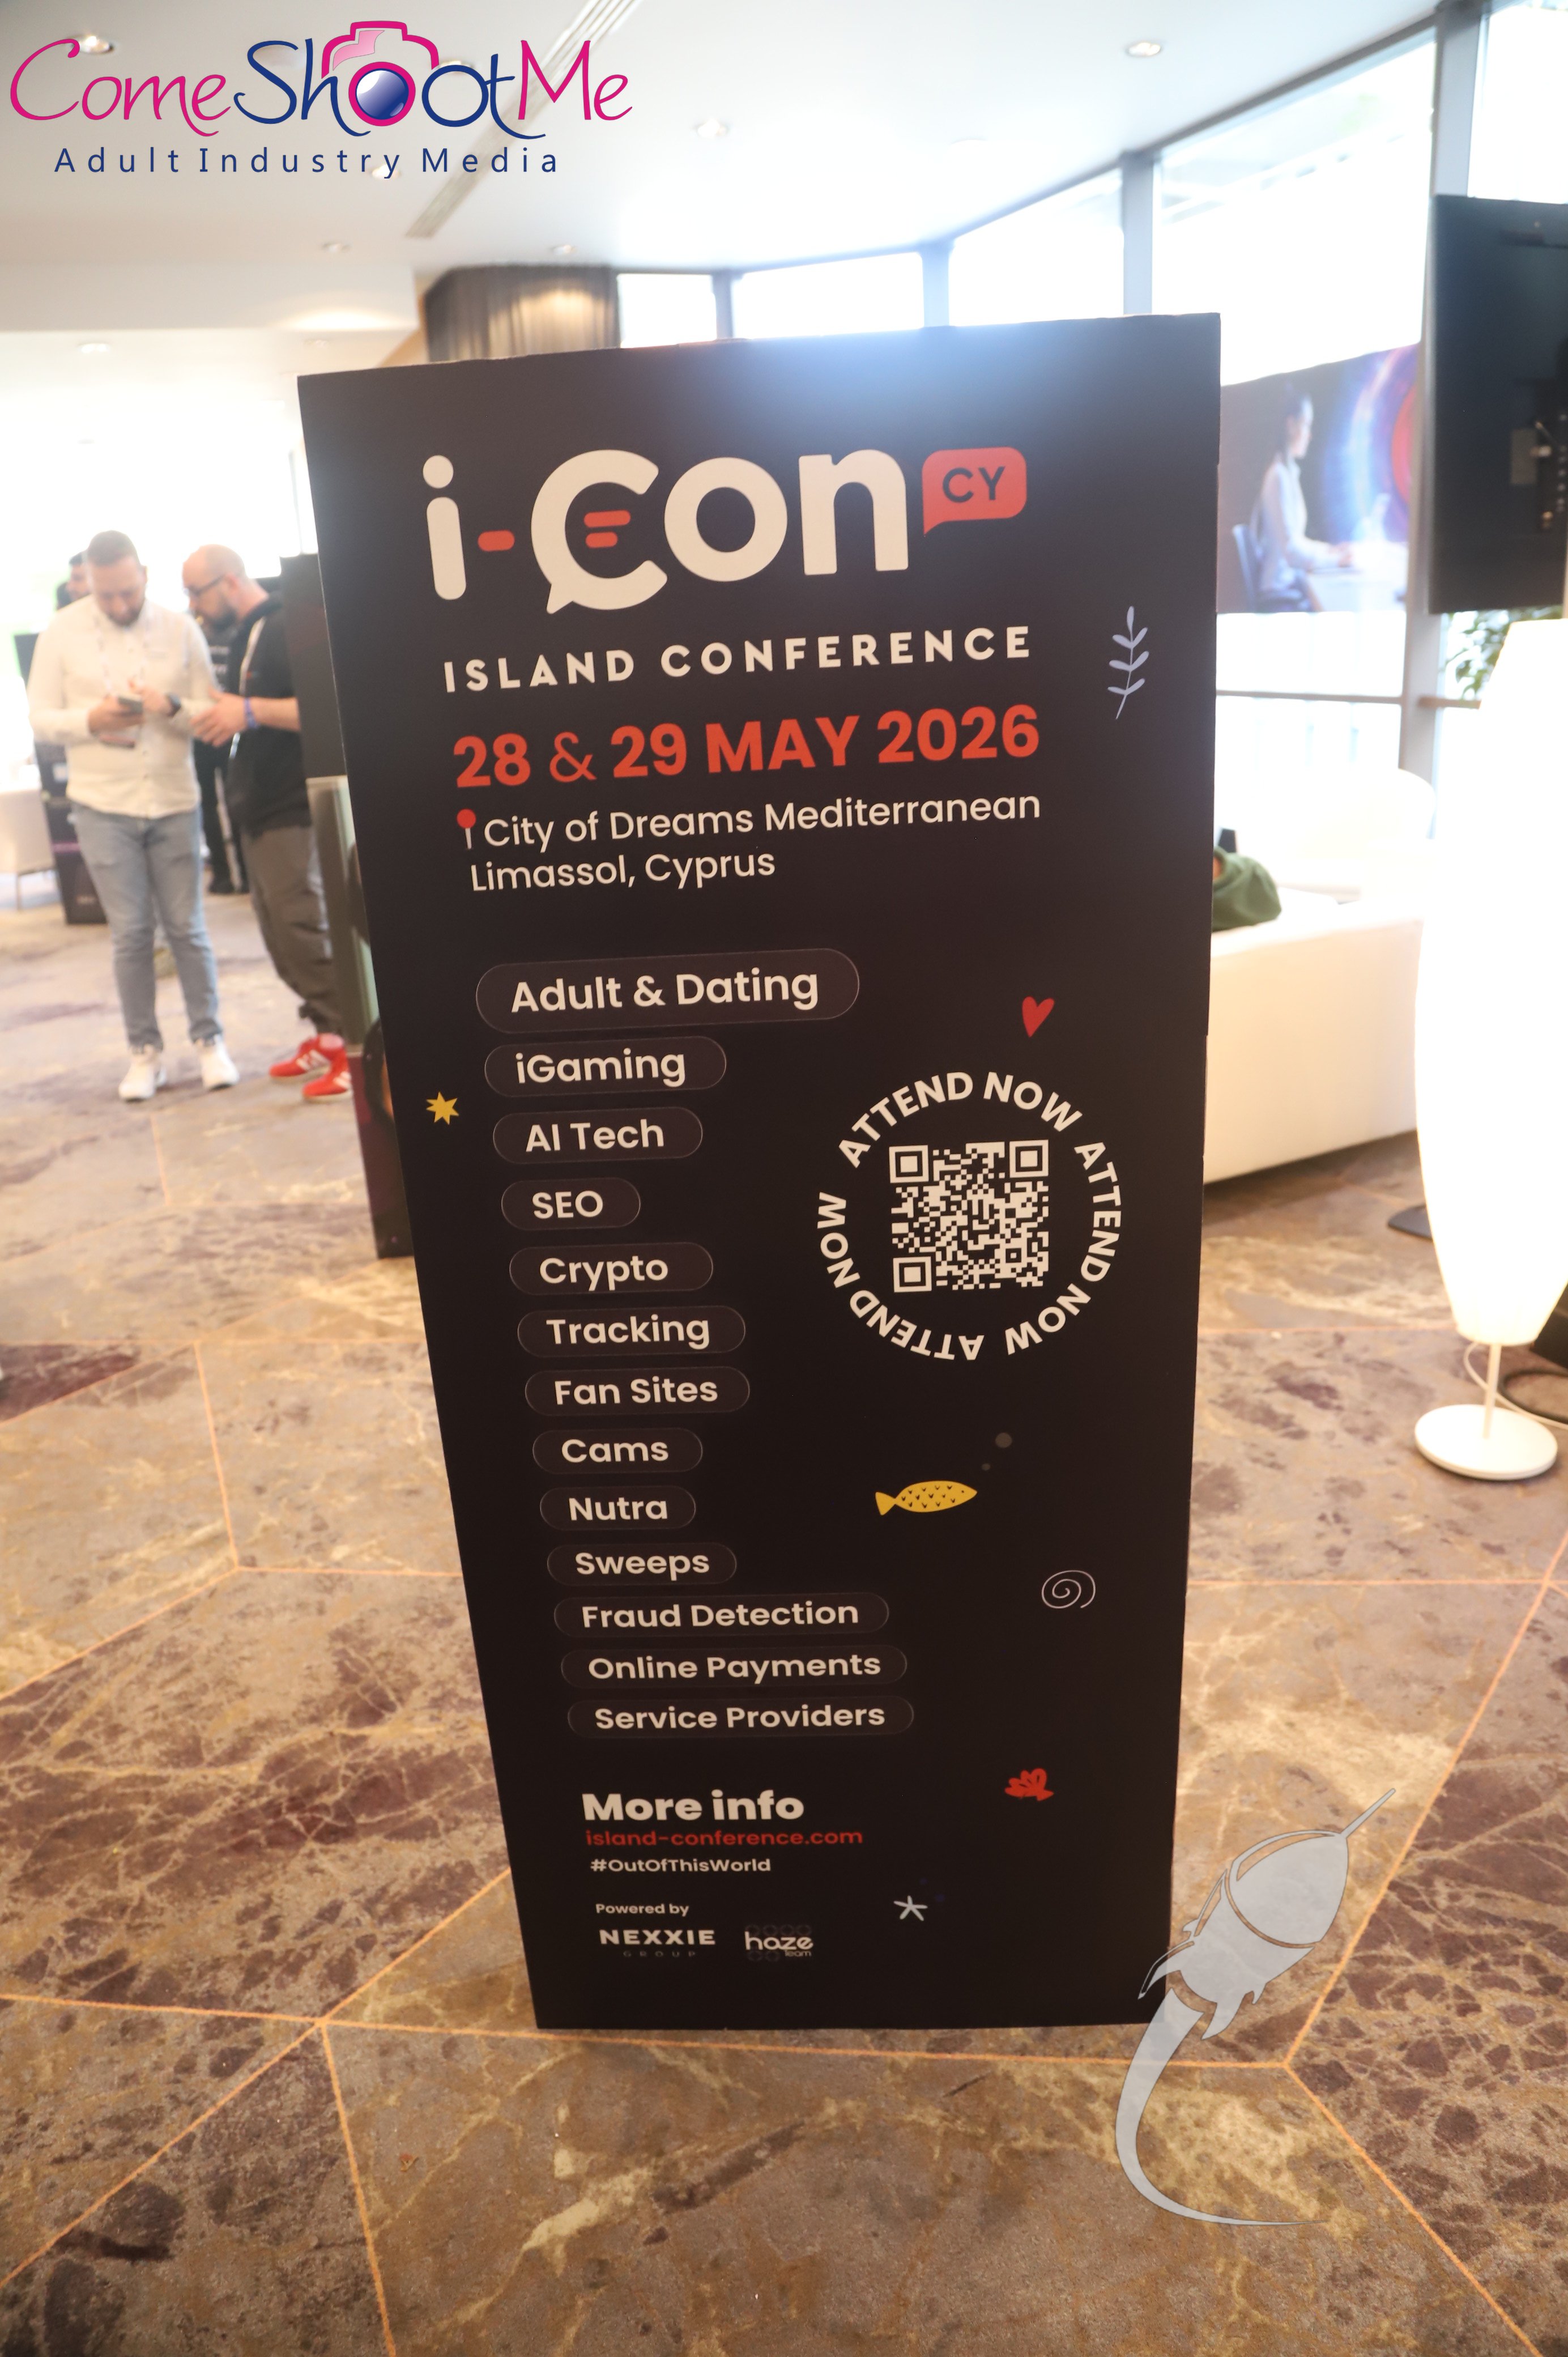 ComeShootMe
Adult Industry Media
i-Con CY
ISLAND CONFERENCE
28 & 29 MAY 2026
City of Dreams Mediterranean
Limassol, Cyprus
Adult & Dating
iGaming
AI Tech
SEO
Crypto
Tracking
Fan Sites
Cams
Nutra
Sweeps
Fraud Detection
Online Payments
Service Providers
ATTEND NOW ATTEND NOW ATTEND NOW
More info
island-conference.com
#OutOfThisWorld
Powered by
NEXXIE
GROUP
haze
team